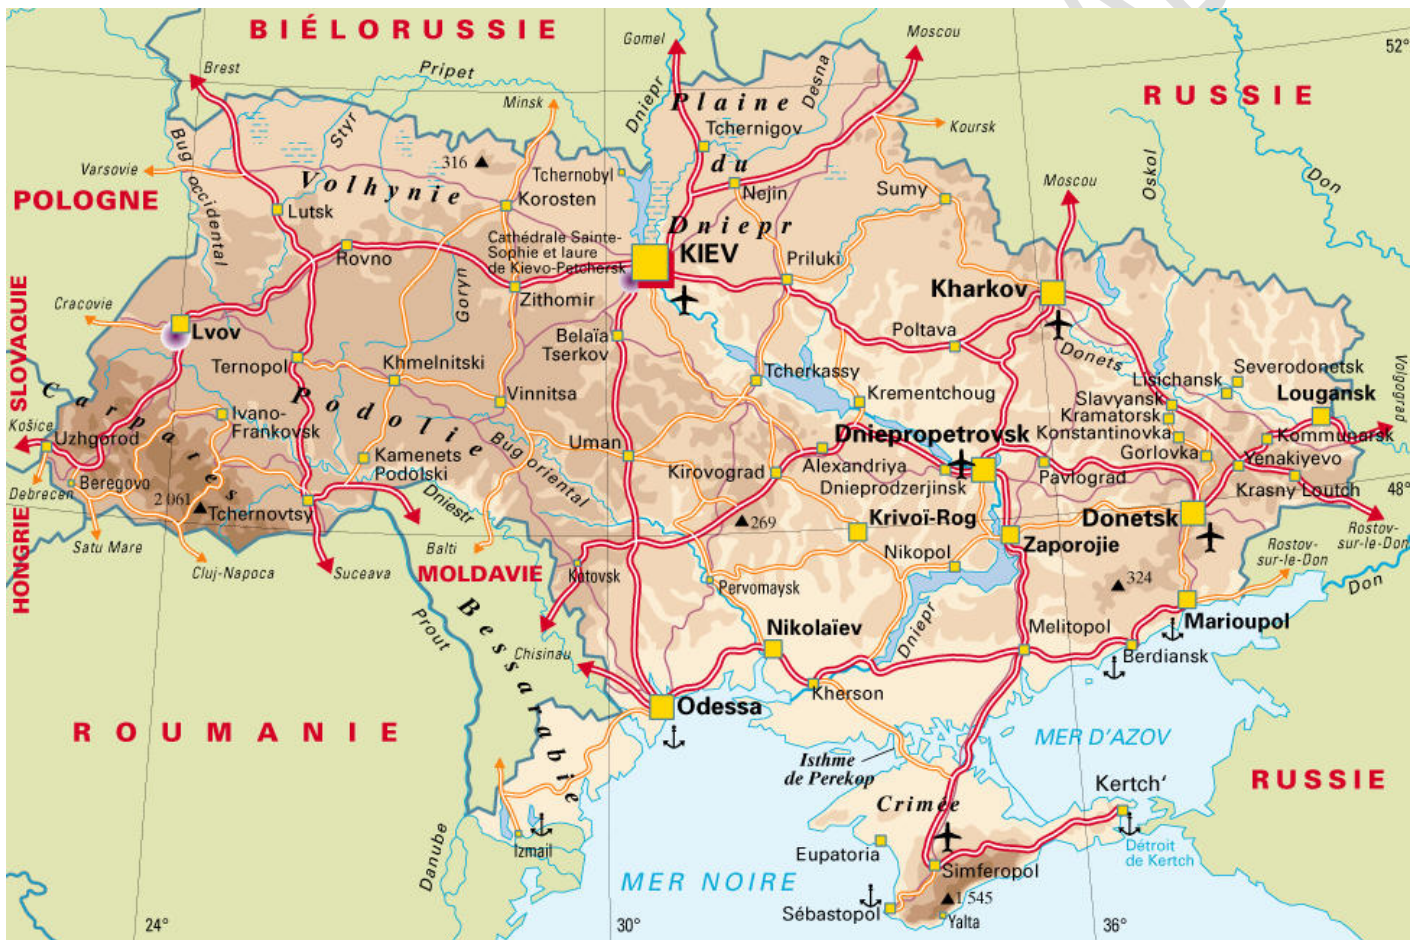 BIÉLORUSSIE
Gomel
Moscou
52°
Brest
Pripet
Minsk
Dniepr
Plaine
Desna
RUSSIE
Styr
Tchernigov
Koursk
Bug occidental
Varsovie
316
du
Tchernobyl
Oskol
Don
POLOGNE
Volhynie
Korosten
Nejin
Sumy
Moscou
Lutsk
Dniepr
Cathédrale Sainte-
Sophie et laure
de Kievo-Petchersk
KIEV
Rovno
Goryn
Priluki
Kharkov
Zithomir
Cracovie
Lvov
SLOVAQUIE
Belaïa
Tserkov
Poltava
Donets
Volgograd
Ternopol
Khmelnitski
Tcherkassy
Severodonetsk
Lisichansk
Carpates
Podolie
Vinnitsa
Krementchoug
Slavyansk
Lougansk
Kramatorsk
Ivano-
Frankovsk
Košice
Uzhgorod
Bug oriental
Uman
Dniepropetrovsk
Konstantinovka
Kommunarsk
Gorlovka
Kamenets
Podolski
Kirovograd
Alexandriya
Yenakiyevo
Pavlograd
Dnieprodzerjinsk
Krasny Loutch
48°
Debrecen
Beregovo
2 061
Tchernovtsy
Dniestr
269
Krivoï-Rog
Donetsk
Zaporojie
Rostov-
sur-le-Don
Satu Mare
Balti
Nikopol
Rostov-
sur-le-Don
Cluj-Napoca
Suceava
MOLDAVIE
Kotovsk
Pervomaysk
324
Don
HONGRIE
Prout
Bessarabie
Dniepr
Nikolaïev
Melitopol
Marioupol
Chisinau
Berdiansk
Kherson
Odessa
ROUMANIE
MER D'AZOV
Isthme
de Perekop
RUSSIE
Kertch'
Crimée
Izmail
Danube
Eupatoria
Détroit
de Kertch
Simferopol
MER NOIRE
1 545
Sébastopol
Yalta
24°
30°
36°